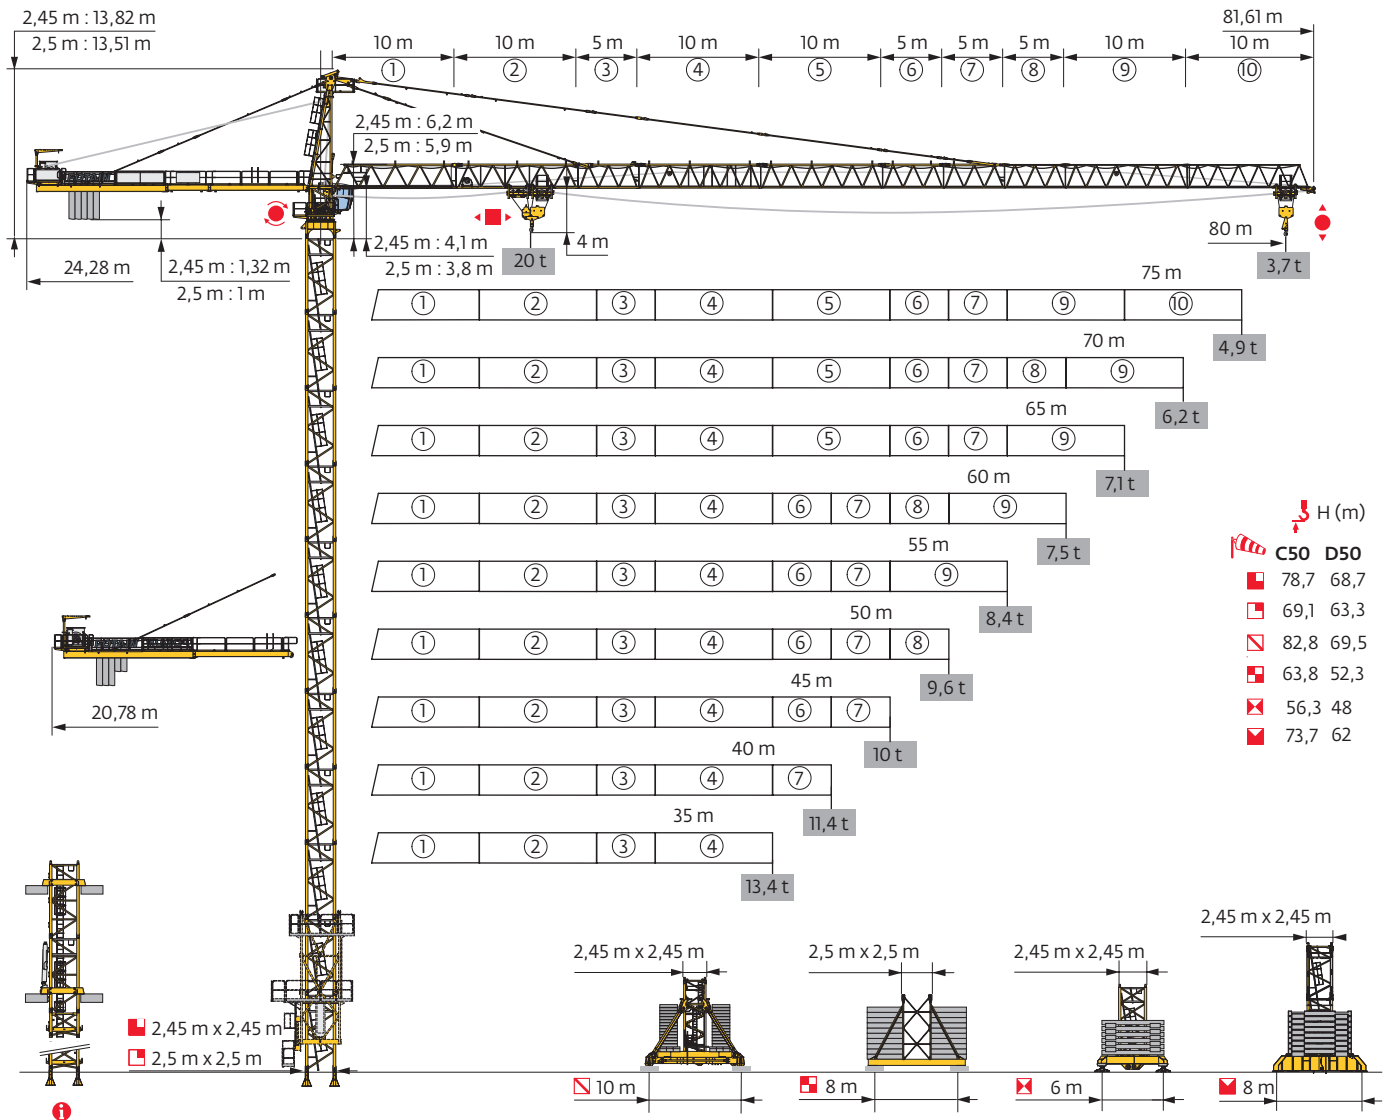 2,45 m : 13,82 m
2,5 m : 13,51 m
81,61 m
10 m 10 m 5 m 10 m 10 m 5 m 5 m 5 m 10 m 10 m
① ② ③ ④ ⑤ ⑥ ⑦ ⑧ ⑨ ⑩
2,45 m : 6,2 m
2,5 m : 5,9 m
2,45 m : 4,1 m
2,5 m : 3,8 m
4 m
20 t
80 m
3,7 t
24,28 m
2,45 m : 1,32 m
2,5 m : 1 m
75 m
① ② ③ ④ ⑤ ⑥ ⑦ ⑨ ⑩
4,9 t
70 m
① ② ③ ④ ⑤ ⑥ ⑦ ⑧ ⑨
6,2 t
65 m
① ② ③ ④ ⑤ ⑥ ⑦ ⑨
7,1 t
60 m
① ② ③ ④ ⑥ ⑦ ⑧ ⑨
7,5 t
55 m
① ② ③ ④ ⑥ ⑦ ⑨
8,4 t
50 m
① ② ③ ④ ⑥ ⑦ ⑧
9,6 t
45 m
① ② ③ ④ ⑥ ⑦
10 t
40 m
① ② ③ ④ ⑦
11,4 t
35 m
① ② ③ ④
13,4 t
H (m)
C50 D50
78,7 68,7
69,1 63,3
82,8 69,5
63,8 52,3
56,3 48
73,7 62
20,78 m
2,45 m x 2,45 m
2,5 m x 2,5 m
i
2,45 m x 2,45 m
10 m
2,5 m x 2,5 m
8 m
2,45 m x 2,45 m
6 m
2,45 m x 2,45 m
8 m